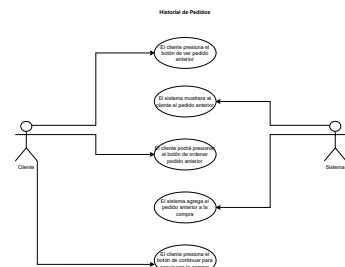 Historial de Pedidos
El cliente presiona el
botón de ver pedido
anterior
El sistema mostrara al
cliente el pedido anterior
El cliente podrá presionar
el botón de ordenar
pedido anterior
Cliente
Sistema
El sistema agrega el
pedido anterior a la
compra
El cliente presiona el
botón de continuar para